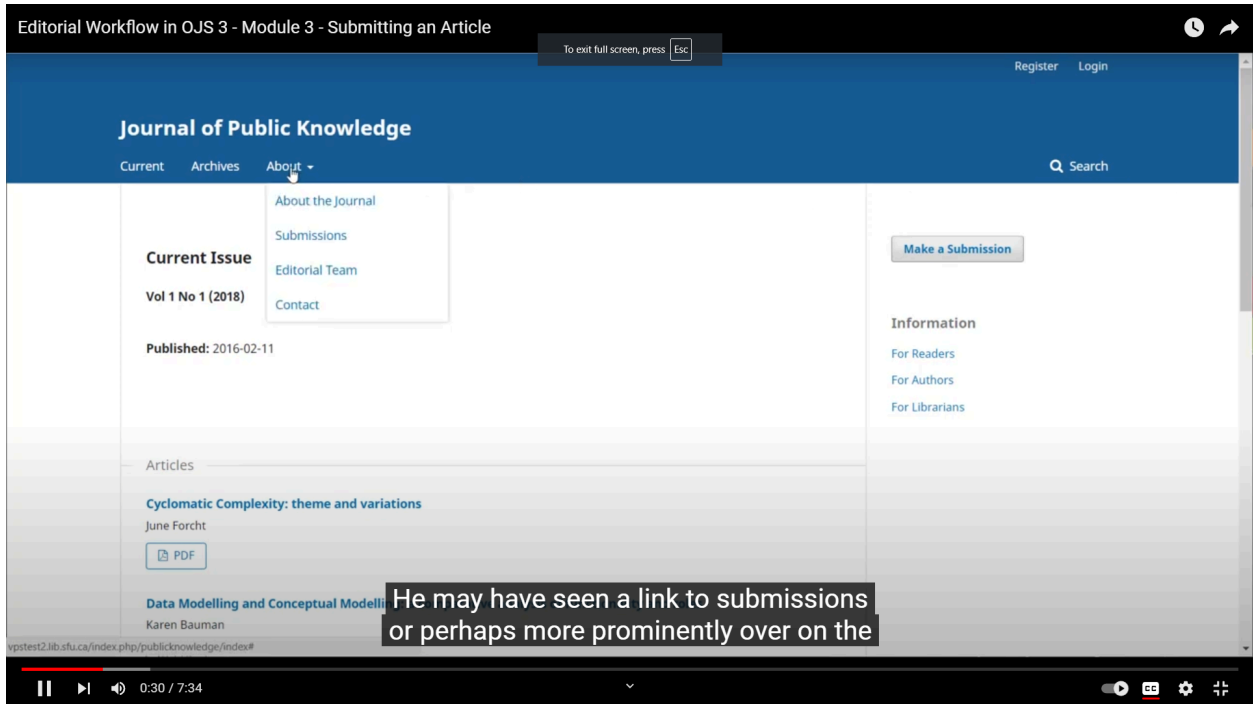 Editorial Workflow in OJS 3 - Module 3 - Submitting an Article
To exit full screen, press Esc
Register Login
Journal of Public Knowledge
Current Archives About
Search
About the Journal
Submissions
Editorial Team
Contact
Current Issue
Vol 1 No 1 (2018)
Published: 2016-02-11
Make a Submission
Information
For Readers
For Authors
For Librarians
Articles
Cyclomatic Complexity: theme and variations
June Forcht
PDF
Data Modelling and Conceptual Modelling:
Karen Bauman
He may have seen a link to submissions
or perhaps more prominently over on the
vpstest2.lib.sfu.ca/index.php/publicknowledge/index#
0:30 / 7:34
CC